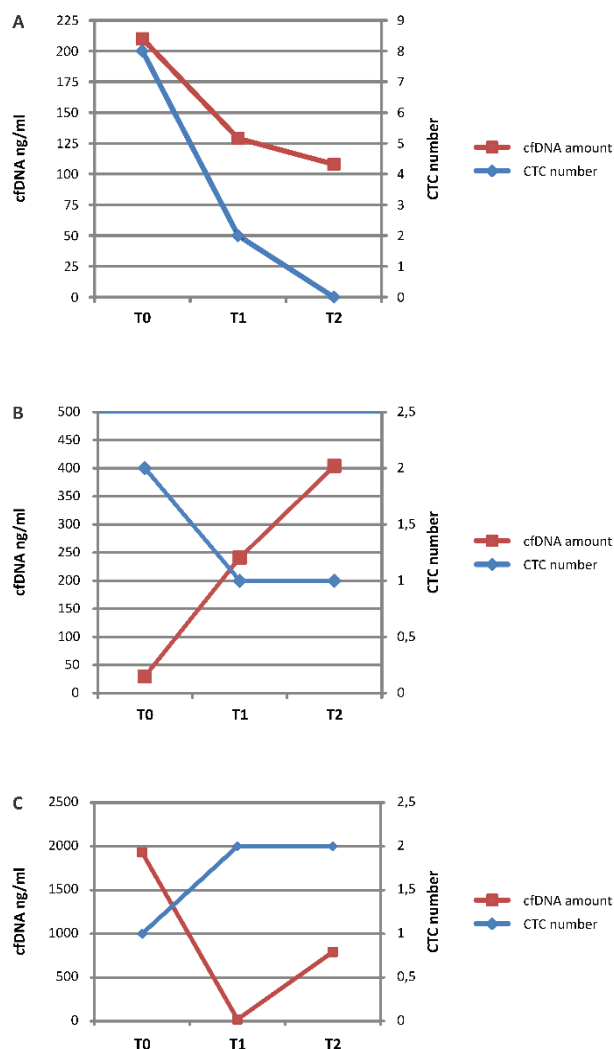 A
cfDNA ng/ml
225
200
175
150
125
100
75
50
25
0
9
8
7
6
5
4
3
2
1
0
CTC number
T0 T1 T2
cfDNA amount
CTC number
B
cfDNA ng/ml
500
450
400
350
300
250
200
150
100
50
0
2,5
2
1,5
1
0,5
0
CTC number
T0 T1 T2
cfDNA amount
CTC number
C
cfDNA ng/ml
2500
2000
1500
1000
500
0
2,5
2
1,5
1
0,5
0
CTC number
T0 T1 T2
cfDNA amount
CTC number